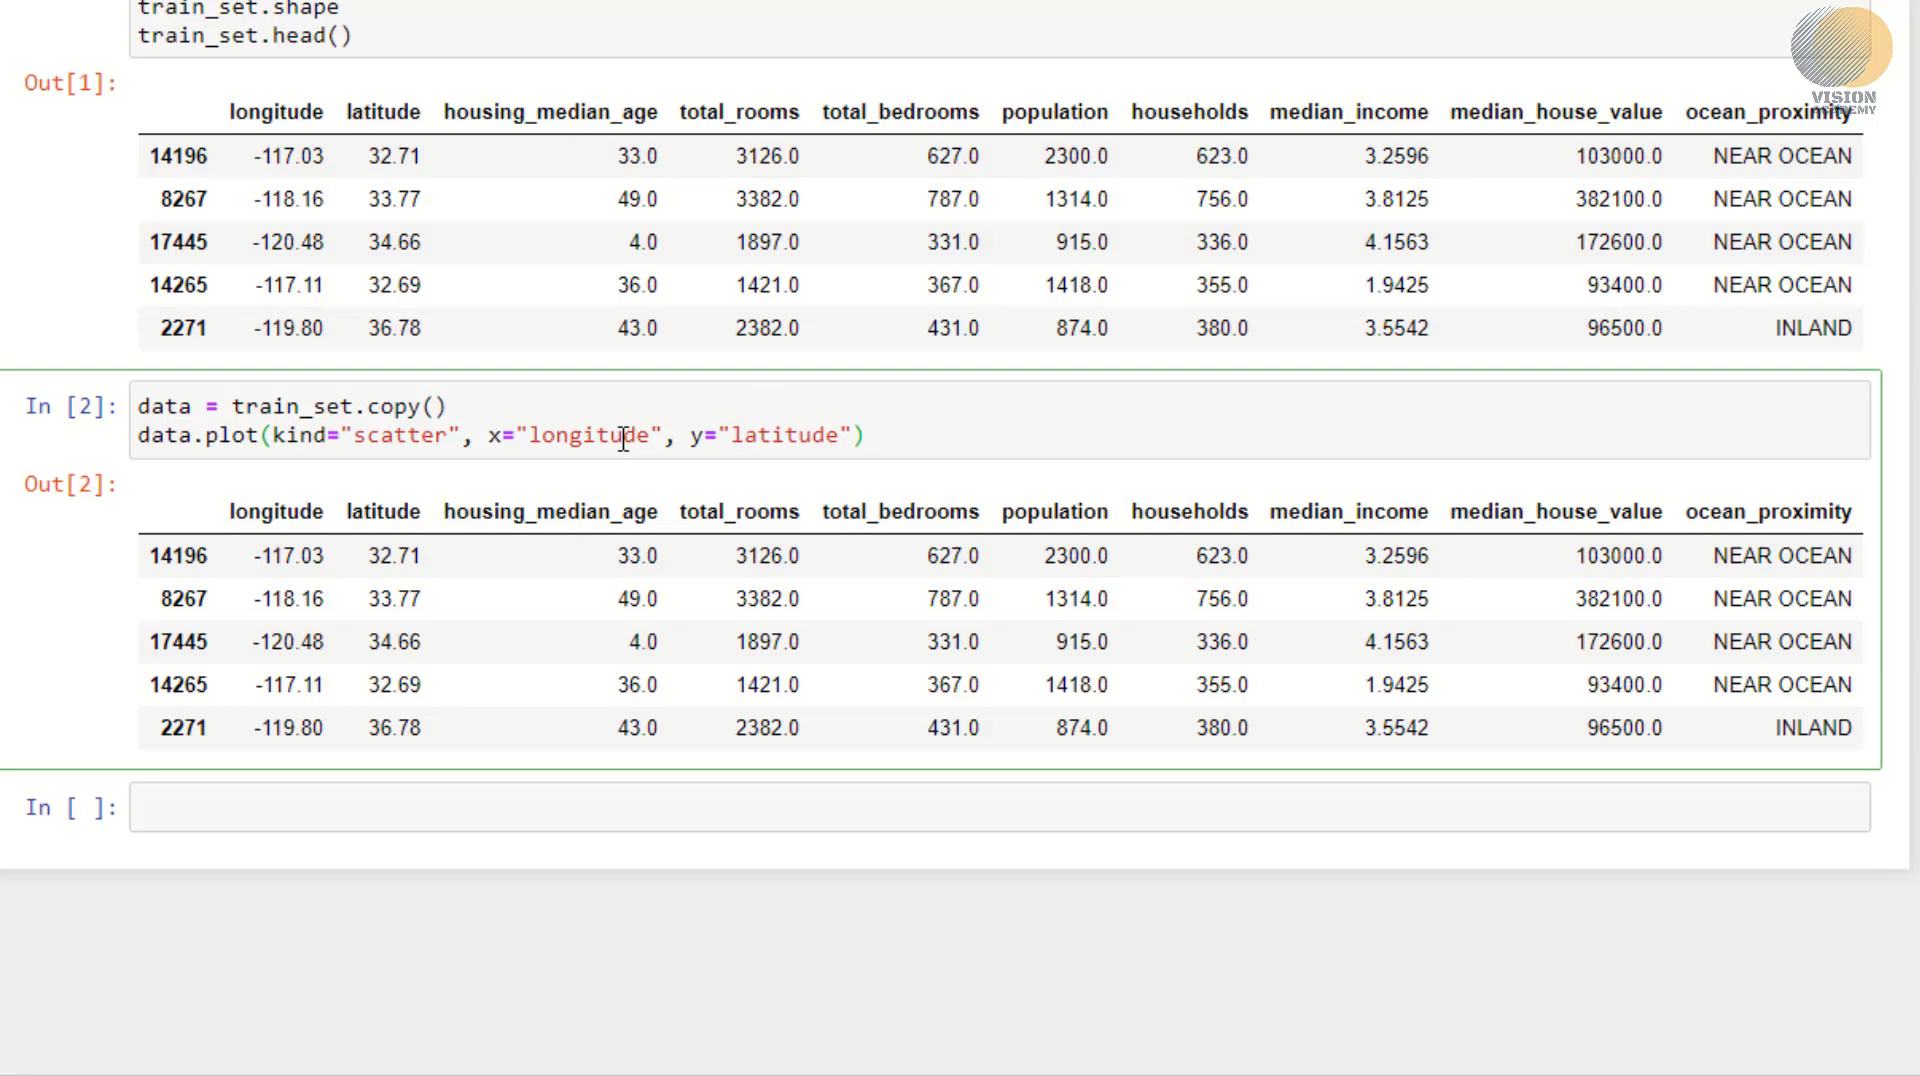 train_set.shape
train_set.head()
VISION
ACADEMY
Out[1]:
longitude latitude housing_median_age total_rooms total_bedrooms population households median_income median_house_value ocean_proximity
14196 -117.03 32.71 33.0 3126.0 627.0 2300.0 623.0 3.2596 103000.0 NEAR OCEAN
8267 -118.16 33.77 49.0 3382.0 787.0 1314.0 756.0 3.8125 382100.0 NEAR OCEAN
17445 -120.48 34.66 4.0 1897.0 331.0 915.0 336.0 4.1563 172600.0 NEAR OCEAN
14265 -117.11 32.69 36.0 1421.0 367.0 1418.0 355.0 1.9425 93400.0 NEAR OCEAN
2271 -119.80 36.78 43.0 2382.0 431.0 874.0 380.0 3.5542 96500.0 INLAND
In [2]: data = train_set.copy()
data.plot(kind="scatter", x="longitude", y="latitude")
Out[2]:
longitude latitude housing_median_age total_rooms total_bedrooms population households median_income median_house_value ocean_proximity
14196 -117.03 32.71 33.0 3126.0 627.0 2300.0 623.0 3.2596 103000.0 NEAR OCEAN
8267 -118.16 33.77 49.0 3382.0 787.0 1314.0 756.0 3.8125 382100.0 NEAR OCEAN
17445 -120.48 34.66 4.0 1897.0 331.0 915.0 336.0 4.1563 172600.0 NEAR OCEAN
14265 -117.11 32.69 36.0 1421.0 367.0 1418.0 355.0 1.9425 93400.0 NEAR OCEAN
2271 -119.80 36.78 43.0 2382.0 431.0 874.0 380.0 3.5542 96500.0 INLAND
In [ ]: